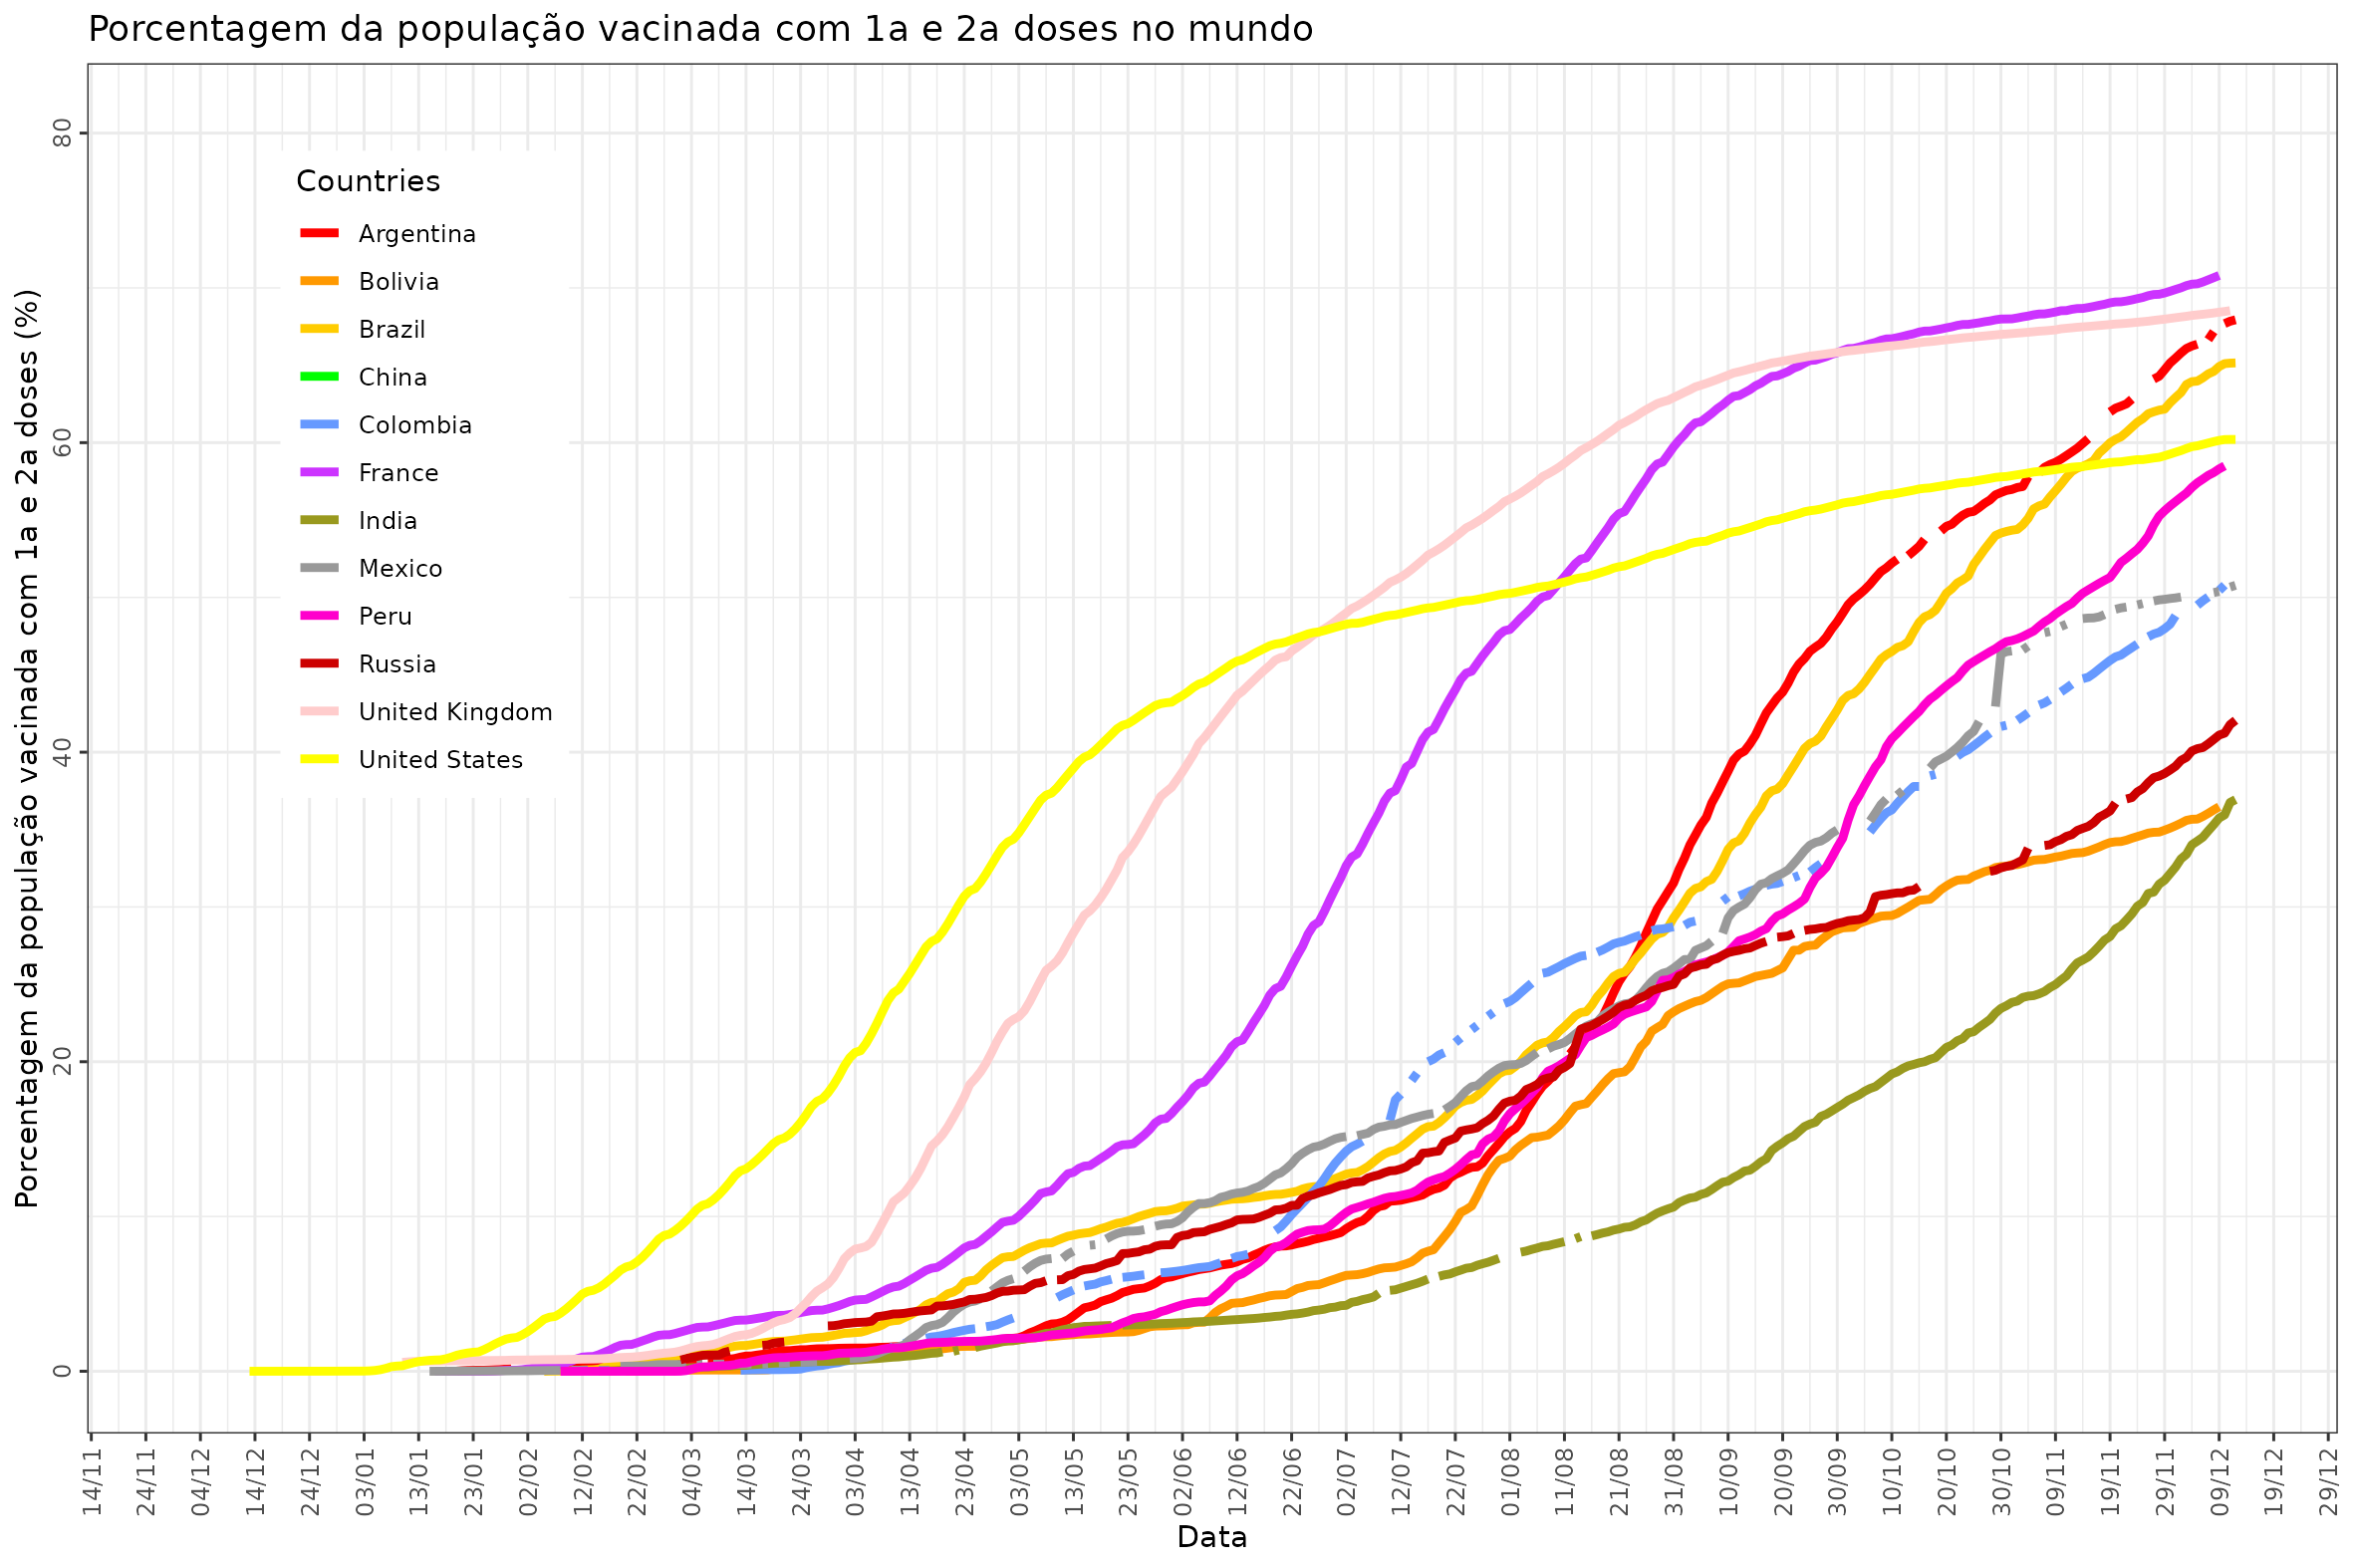 Porcentagem da população vacinada com 1a e 2a doses no mundo
Porcentagem da população vacinada com 1a e 2a doses (%)
80
60
40
20
0
Countries
Argentina
Bolivia
Brazil
China
Colombia
France
India
Mexico
Peru
Russia
United Kingdom
United States
14/11
24/11
04/12
14/12
24/12
03/01
13/01
23/01
02/02
12/02
22/02
04/03
14/03
24/03
03/04
13/04
23/04
03/05
13/05
23/05
02/06
12/06
22/06
02/07
12/07
22/07
01/08
11/08
21/08
31/08
10/09
20/09
30/09
10/10
20/10
30/10
09/11
19/11
29/11
09/12
19/12
29/12
Data